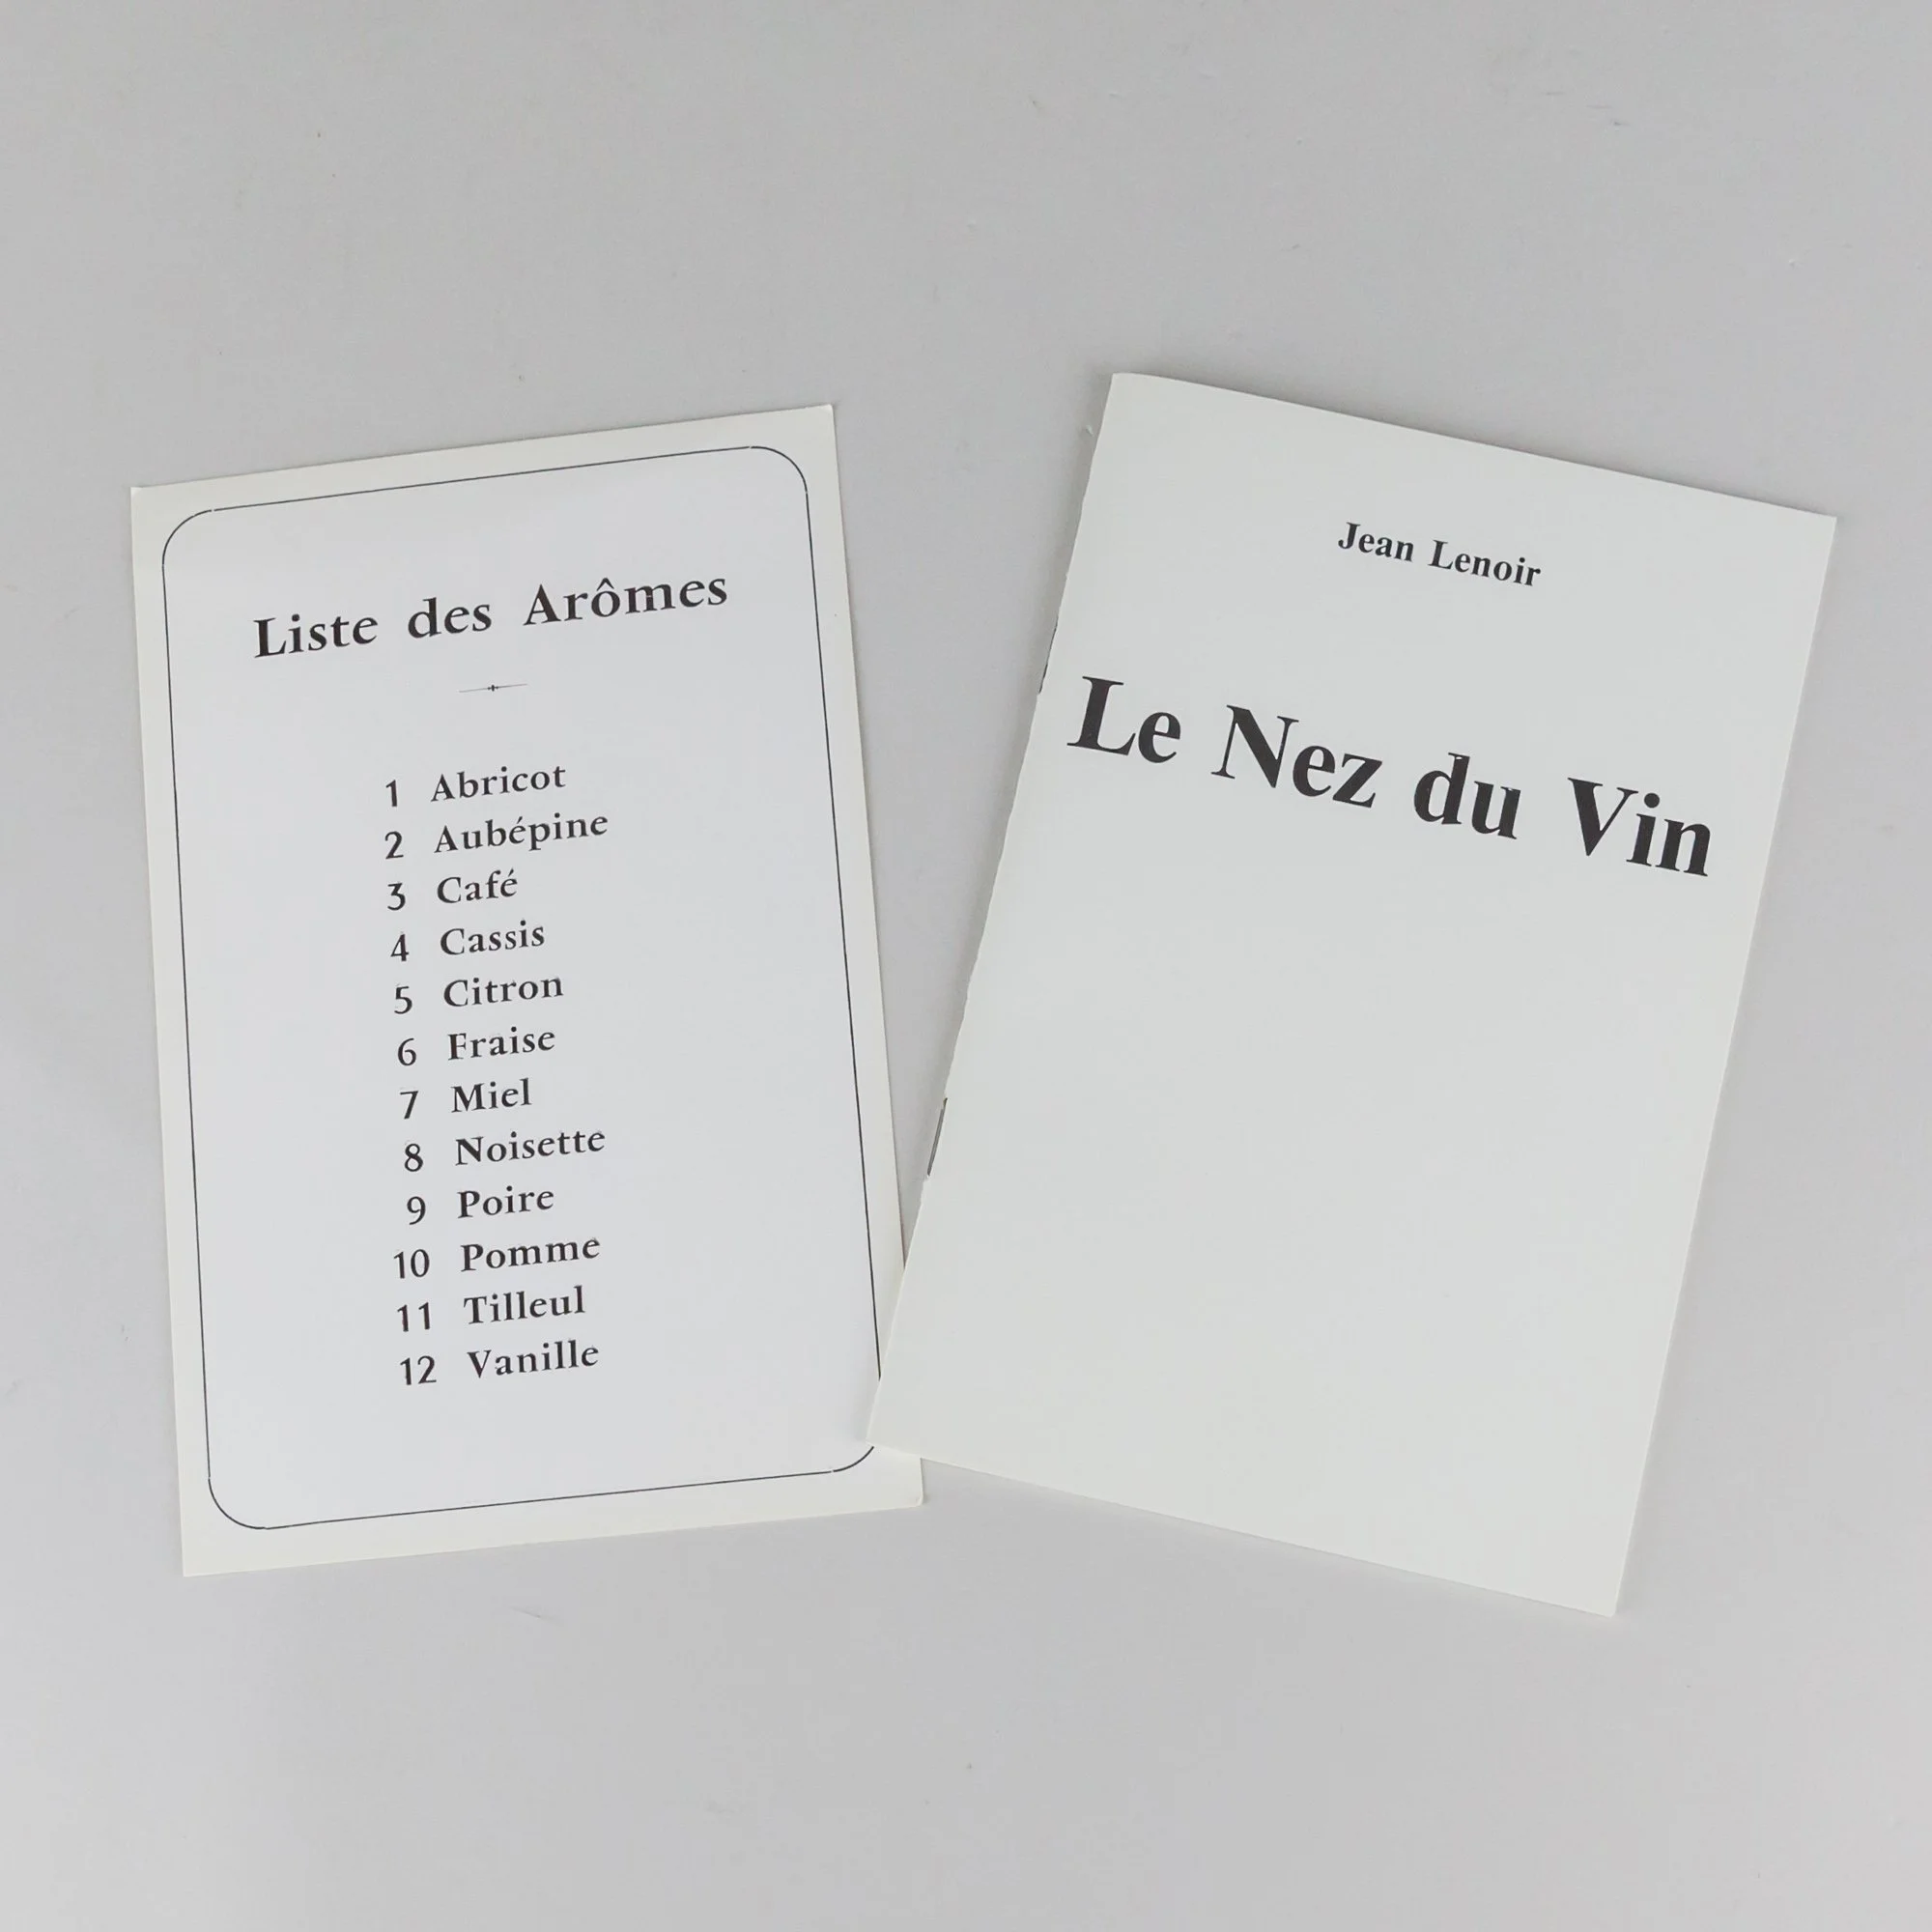 Liste des Arômes
1 Abricot
2 Aubépine
3 Café
4 Cassis
5 Citron
6 Fraise
7 Miel
8 Noisette
9 Poire
10 Pomme
11 Tilleul
12 Vanille
Jean Lenoir
Le Nez du Vin